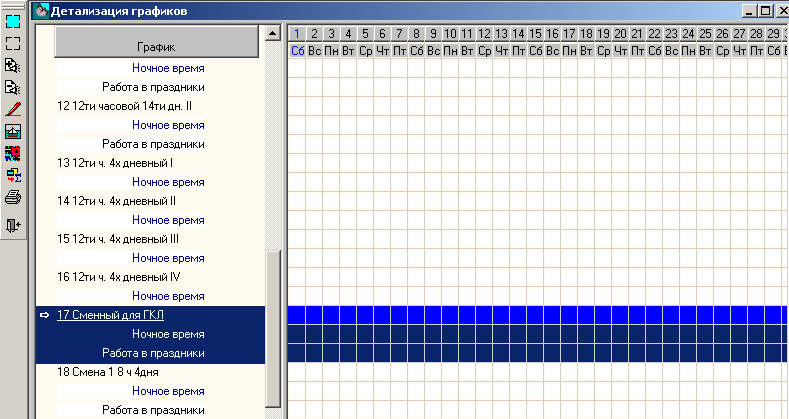 Детализация графиков
График
1 2 3 4 5 6 7 8 9 10 11 12 13 14 15 16 17 18 19 20 21 22 23 24 25 26 27 28 29
Сб Вс Пн Вт Ср Чт Пт Сб Вс Пн Вт Ср Чт Пт Сб Вс Пн Вт Ср Чт Пт Сб Вс Пн Вт Ср Чт Пт Сб
Ночное время
Работа в праздники
12 12ти часовой 14ти дн. II
Ночное время
Работа в праздники
13 12ти ч. 4х дневный I
Ночное время
14 12ти ч. 4х дневный II
Ночное время
15 12ти ч. 4х дневный III
Ночное время
16 12ти ч. 4х дневный IV
Ночное время
17 Сменный для ГКЛ
Ночное время
Работа в праздники
18 Смена 1 8 ч 4дня
Ночное время
Работа в праздники